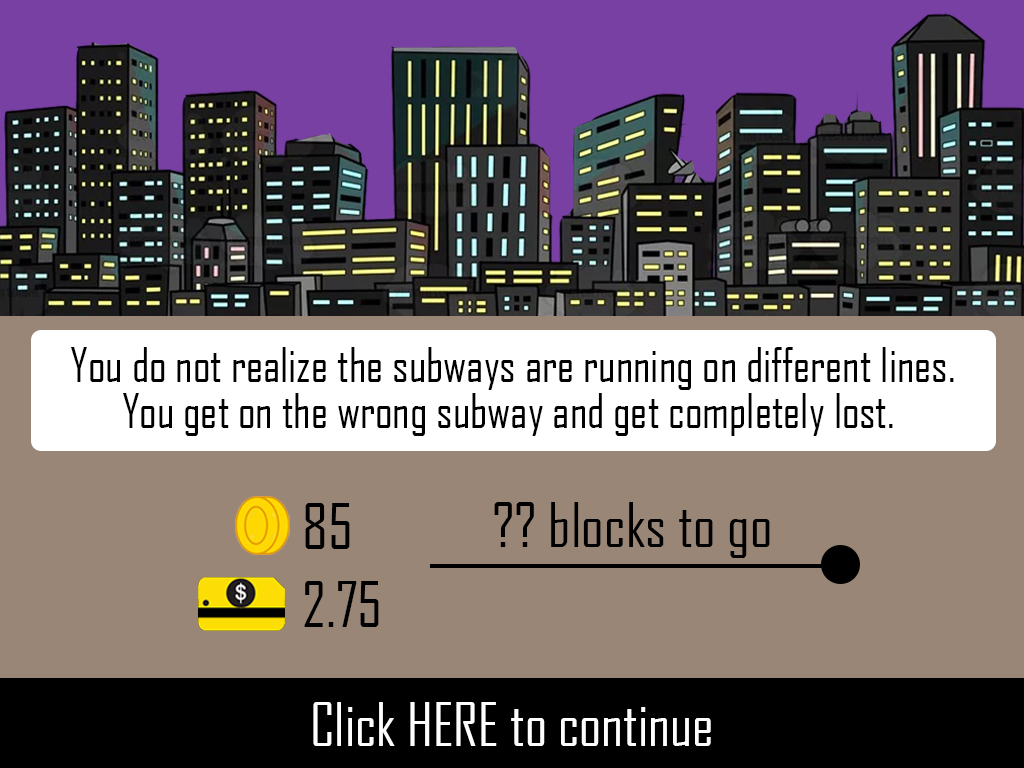 You do not realize the subways are running on different lines.
You get on the wrong subway and get completely lost.
85
?? blocks to go
$
2.75
Click HERE to continue